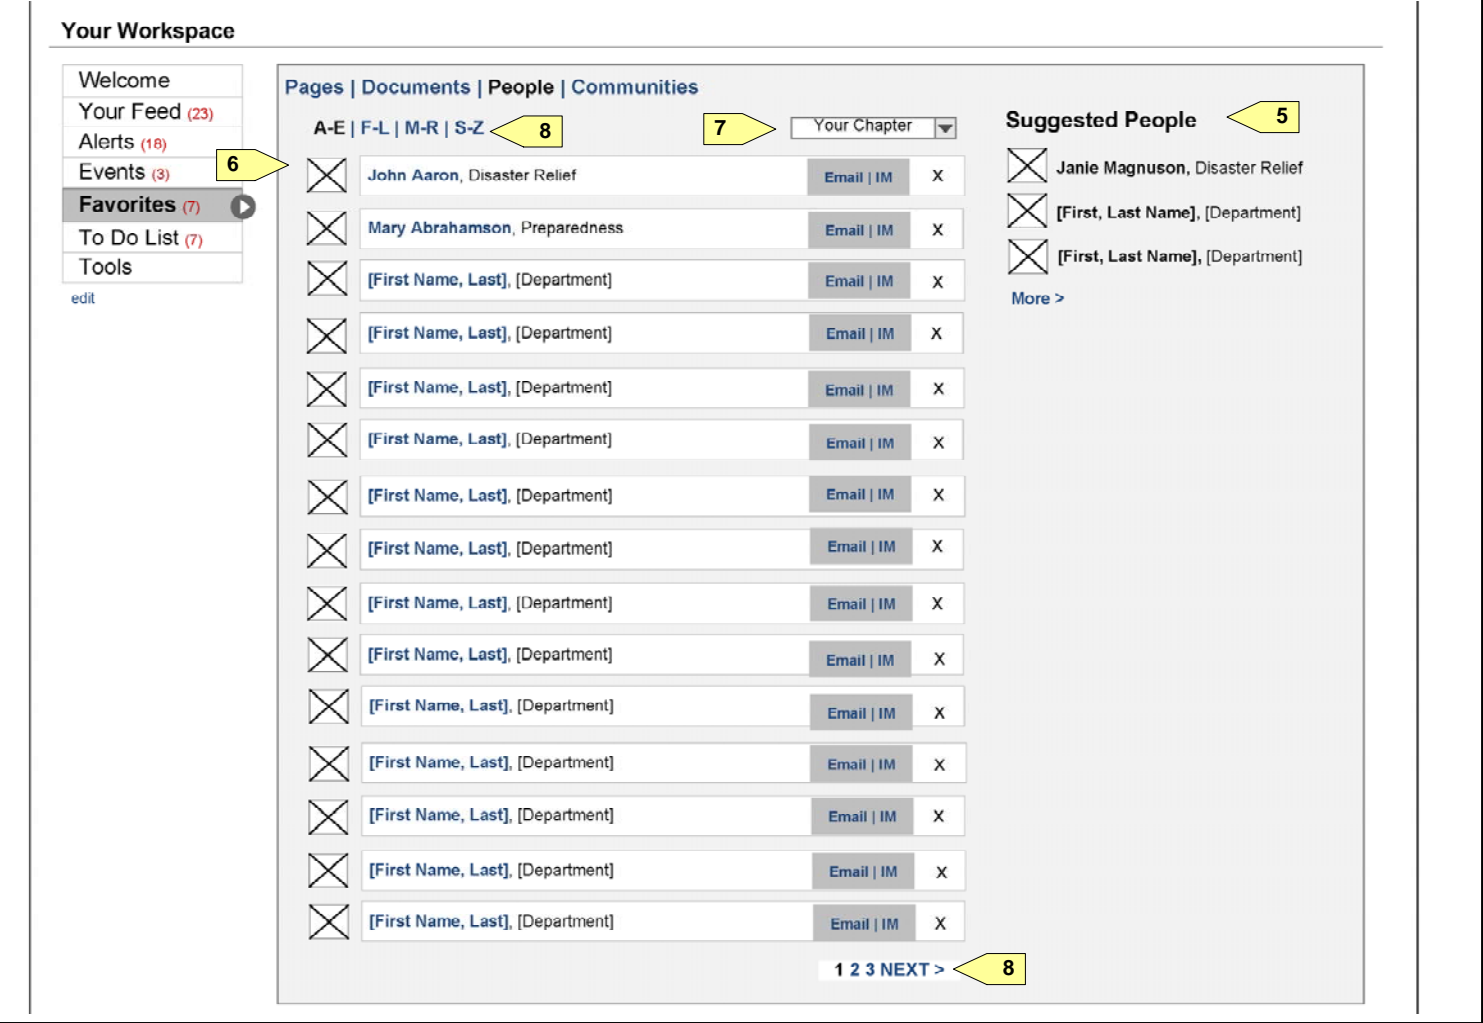 Your Workspace
Welcome
Your Feed (23)
Alerts (18)
Events (3)
Favorites (7)
To Do List (7)
Tools
edit
Pages | Documents | People | Communities
A-E | F-L | M-R | S-Z
8
7
Your Chapter
6
John Aaron, Disaster Relief Email | IM X
Mary Abrahamson, Preparedness Email | IM X
[First Name, Last], [Department] Email | IM X
[First Name, Last], [Department] Email | IM X
[First Name, Last], [Department] Email | IM X
[First Name, Last], [Department] Email | IM X
[First Name, Last], [Department] Email | IM X
[First Name, Last], [Department] Email | IM X
[First Name, Last], [Department] Email | IM X
[First Name, Last], [Department] Email | IM X
[First Name, Last], [Department] Email | IM X
[First Name, Last], [Department] Email | IM X
[First Name, Last], [Department] Email | IM X
[First Name, Last], [Department] Email | IM X
[First Name, Last], [Department] Email | IM X
1 2 3 NEXT >
8
Suggested People
5
Janie Magnuson, Disaster Relief
[First, Last Name], [Department]
[First, Last Name], [Department]
More >